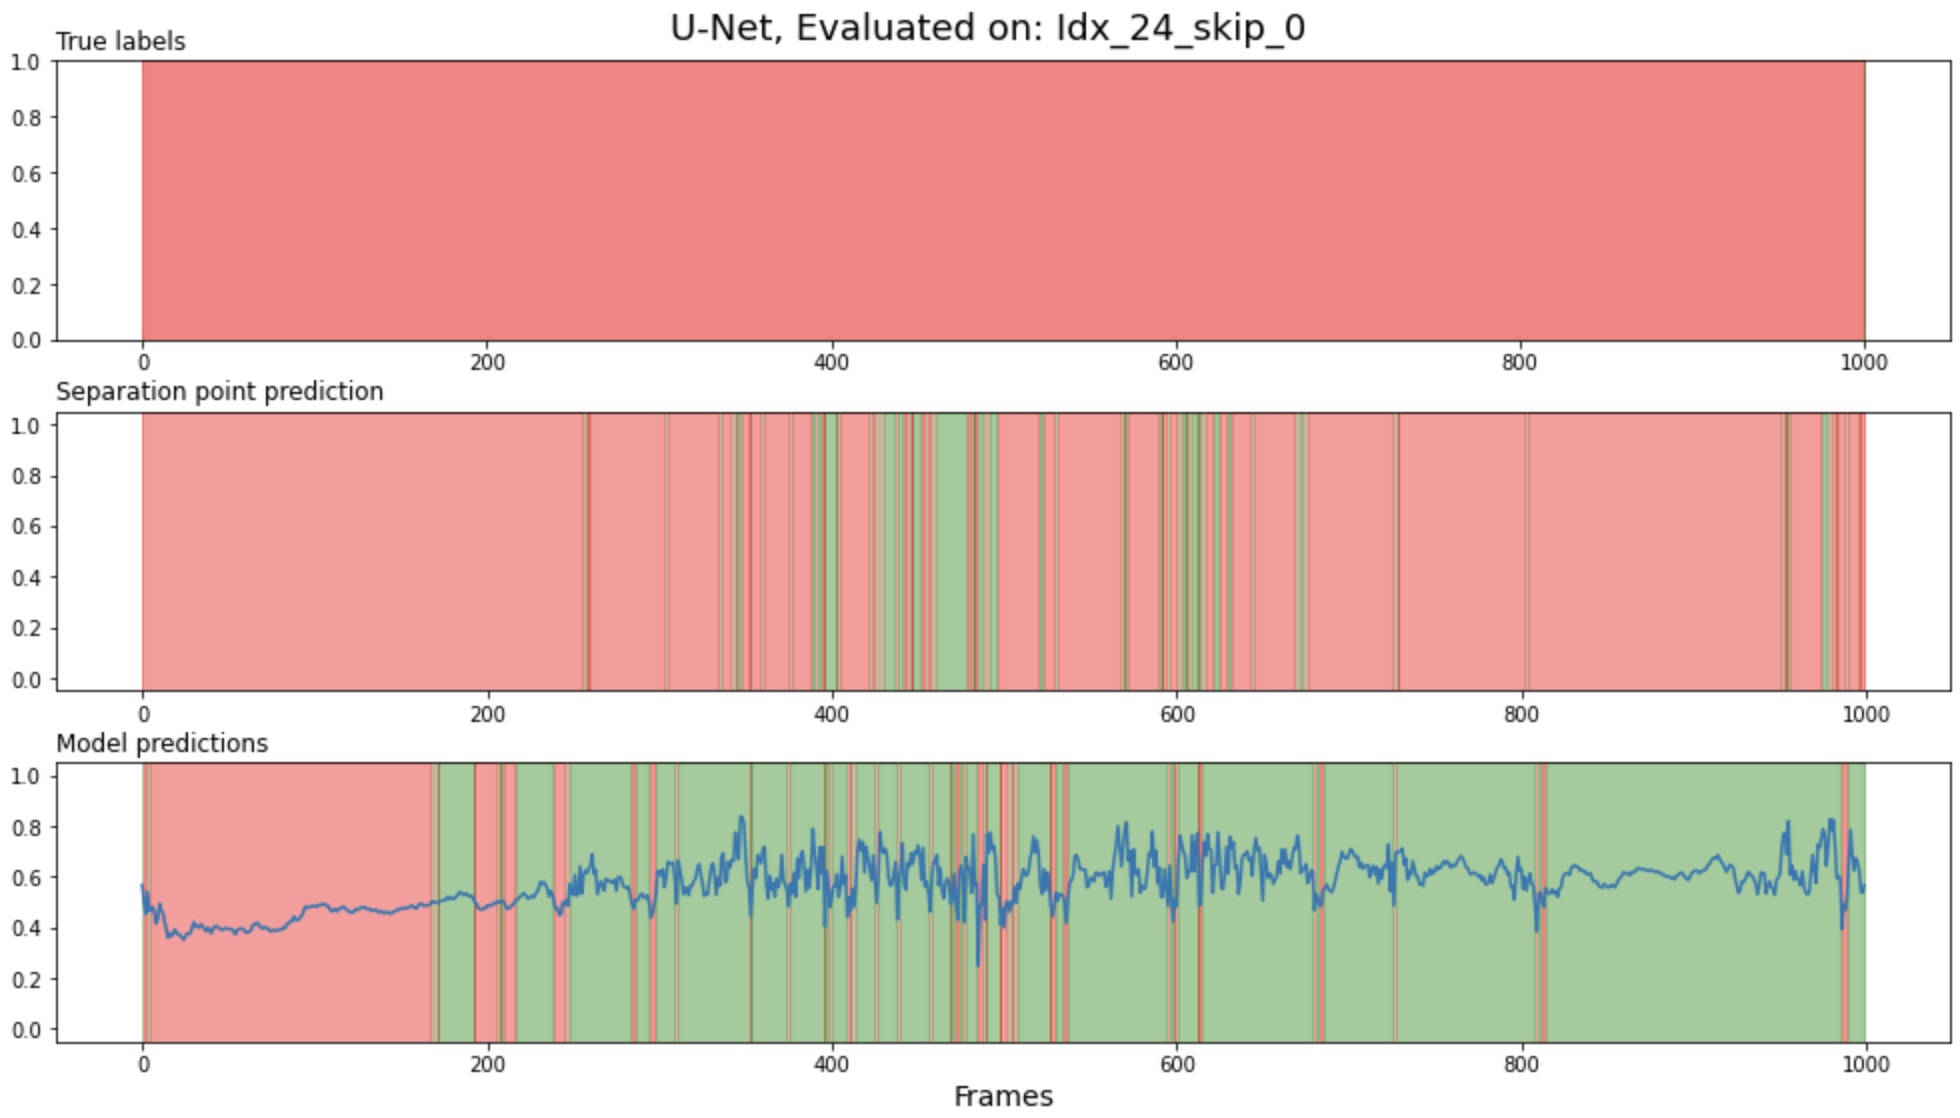 U-Net, Evaluated on: Idx_24_skip_0
True labels
1.0
0.8
0.6
0.4
0.2
0.0
0 200 400 600 800 1000
Separation point prediction
1.0
0.8
0.6
0.4
0.2
0.0
0 200 400 600 800 1000
Model predictions
1.0
0.8
0.6
0.4
0.2
0.0
0 200 400 600 800 1000
Frames